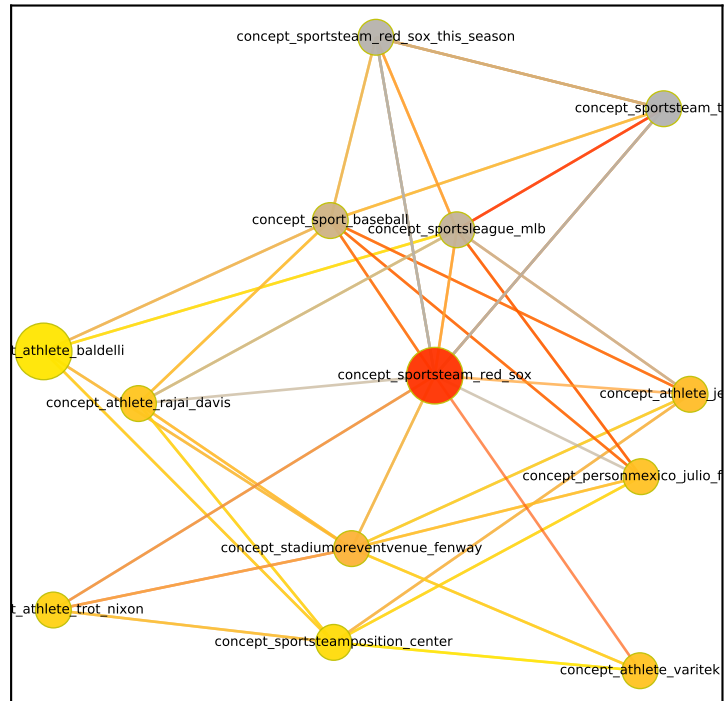 concept_sportsteam_red_sox_this_season
concept_sportsteam_t
concept_sport_baseball
concept_sportsleague_mlb
t_athlete_baldelli
concept_sportsteam_red_sox
concept_athlete_rajai_davis
concept_athlete_je
concept_personmexico_julio_f
concept_stadiumoreventvenue_fenway
t_athlete_trot_nixon
concept_sportsteamposition_center
concept_athlete_varitek